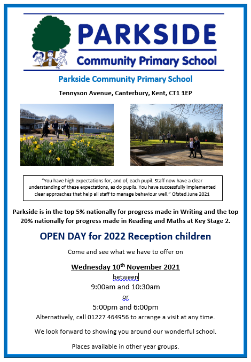 PARKSIDE
Community Primary School
Parkside Community Primary School
Tennyson Avenue, Canterbury, Kent, CT1 1EP
"You have high expectations for, and of, each pupil. Staff now have a clear
understanding of these expectations, as do pupils. You have successfully implemented
clear approaches that help all staff to manage behaviour well." Ofsted June 2021
Parkside is in the top 5% nationally for progress made in Writing and the top
20% nationally for progress made in Reading and Maths at Key Stage 2.
OPEN DAY for 2022 Reception children
Come and see what we have to offer on
Wednesday 10th November 2021
between
9:00am and 10:30am
or
5:00pm and 6:00pm
Alternatively, call 01227 464956 to arrange a visit at any time.
We look forward to showing you around our wonderful school.
Places available in other year groups.